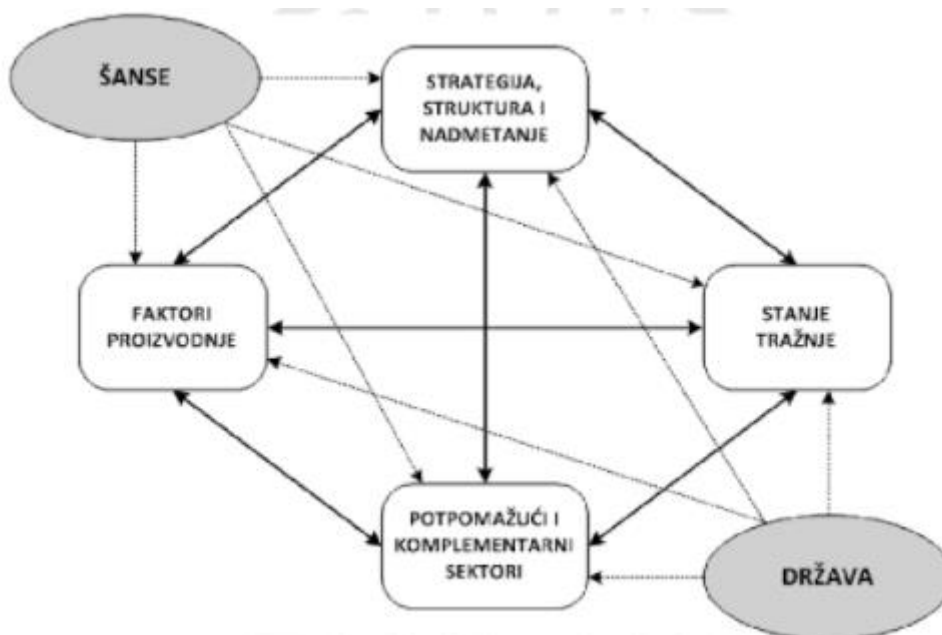 ŠANSE
STRATEGIJA,
STRUKTURA I
NADMETANJE
FAKTORI
PROIZVODNJE
STANJE
TRAŽNJE
POTPOMAŽUĆI I
KOMPLEMENTARNI
SEKTORI
DRŽAVA